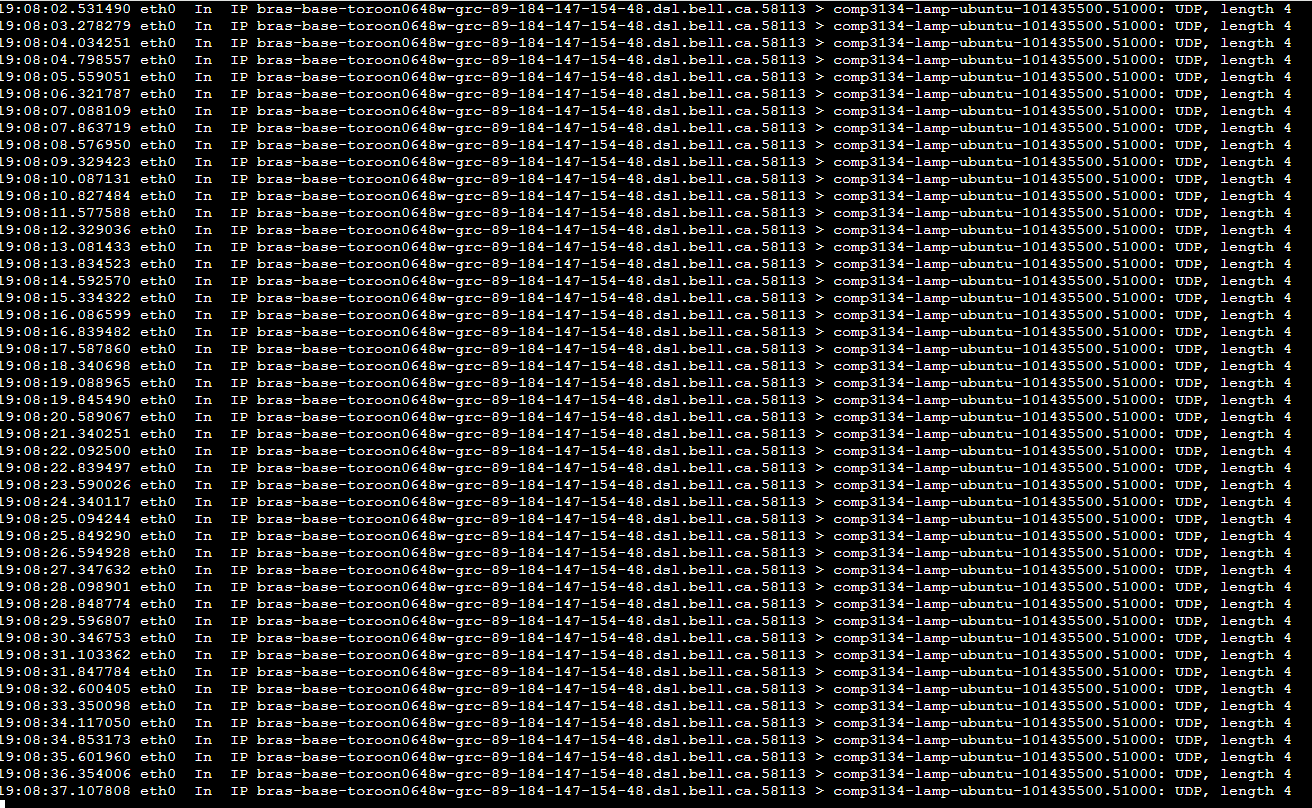 19:08:02.531490 eth0  In  IP bras-base-toroon0648w-grc-89-184-147-154-48.dsl.bell.ca.58113 > comp3134-lamp-ubuntu-101435500.51000: UDP, length 4
19:08:03.278279 eth0  In  IP bras-base-toroon0648w-grc-89-184-147-154-48.dsl.bell.ca.58113 > comp3134-lamp-ubuntu-101435500.51000: UDP, length 4
19:08:04.034251 eth0  In  IP bras-base-toroon0648w-grc-89-184-147-154-48.dsl.bell.ca.58113 > comp3134-lamp-ubuntu-101435500.51000: UDP, length 4
19:08:04.798557 eth0  In  IP bras-base-toroon0648w-grc-89-184-147-154-48.dsl.bell.ca.58113 > comp3134-lamp-ubuntu-101435500.51000: UDP, length 4
19:08:05.559051 eth0  In  IP bras-base-toroon0648w-grc-89-184-147-154-48.dsl.bell.ca.58113 > comp3134-lamp-ubuntu-101435500.51000: UDP, length 4
19:08:06.321787 eth0  In  IP bras-base-toroon0648w-grc-89-184-147-154-48.dsl.bell.ca.58113 > comp3134-lamp-ubuntu-101435500.51000: UDP, length 4
19:08:07.088109 eth0  In  IP bras-base-toroon0648w-grc-89-184-147-154-48.dsl.bell.ca.58113 > comp3134-lamp-ubuntu-101435500.51000: UDP, length 4
19:08:07.863719 eth0  In  IP bras-base-toroon0648w-grc-89-184-147-154-48.dsl.bell.ca.58113 > comp3134-lamp-ubuntu-101435500.51000: UDP, length 4
19:08:08.576950 eth0  In  IP bras-base-toroon0648w-grc-89-184-147-154-48.dsl.bell.ca.58113 > comp3134-lamp-ubuntu-101435500.51000: UDP, length 4
19:08:09.329423 eth0  In  IP bras-base-toroon0648w-grc-89-184-147-154-48.dsl.bell.ca.58113 > comp3134-lamp-ubuntu-101435500.51000: UDP, length 4
19:08:10.087131 eth0  In  IP bras-base-toroon0648w-grc-89-184-147-154-48.dsl.bell.ca.58113 > comp3134-lamp-ubuntu-101435500.51000: UDP, length 4
19:08:10.827484 eth0  In  IP bras-base-toroon0648w-grc-89-184-147-154-48.dsl.bell.ca.58113 > comp3134-lamp-ubuntu-101435500.51000: UDP, length 4
19:08:11.577588 eth0  In  IP bras-base-toroon0648w-grc-89-184-147-154-48.dsl.bell.ca.58113 > comp3134-lamp-ubuntu-101435500.51000: UDP, length 4
19:08:12.329036 eth0  In  IP bras-base-toroon0648w-grc-89-184-147-154-48.dsl.bell.ca.58113 > comp3134-lamp-ubuntu-101435500.51000: UDP, length 4
19:08:13.081433 eth0  In  IP bras-base-toroon0648w-grc-89-184-147-154-48.dsl.bell.ca.58113 > comp3134-lamp-ubuntu-101435500.51000: UDP, length 4
19:08:13.834523 eth0  In  IP bras-base-toroon0648w-grc-89-184-147-154-48.dsl.bell.ca.58113 > comp3134-lamp-ubuntu-101435500.51000: UDP, length 4
19:08:14.592570 eth0  In  IP bras-base-toroon0648w-grc-89-184-147-154-48.dsl.bell.ca.58113 > comp3134-lamp-ubuntu-101435500.51000: UDP, length 4
19:08:15.334322 eth0  In  IP bras-base-toroon0648w-grc-89-184-147-154-48.dsl.bell.ca.58113 > comp3134-lamp-ubuntu-101435500.51000: UDP, length 4
19:08:16.086599 eth0  In  IP bras-base-toroon0648w-grc-89-184-147-154-48.dsl.bell.ca.58113 > comp3134-lamp-ubuntu-101435500.51000: UDP, length 4
19:08:16.839482 eth0  In  IP bras-base-toroon0648w-grc-89-184-147-154-48.dsl.bell.ca.58113 > comp3134-lamp-ubuntu-101435500.51000: UDP, length 4
19:08:17.587860 eth0  In  IP bras-base-toroon0648w-grc-89-184-147-154-48.dsl.bell.ca.58113 > comp3134-lamp-ubuntu-101435500.51000: UDP, length 4
19:08:18.340698 eth0  In  IP bras-base-toroon0648w-grc-89-184-147-154-48.dsl.bell.ca.58113 > comp3134-lamp-ubuntu-101435500.51000: UDP, length 4
19:08:19.088965 eth0  In  IP bras-base-toroon0648w-grc-89-184-147-154-48.dsl.bell.ca.58113 > comp3134-lamp-ubuntu-101435500.51000: UDP, length 4
19:08:19.845490 eth0  In  IP bras-base-toroon0648w-grc-89-184-147-154-48.dsl.bell.ca.58113 > comp3134-lamp-ubuntu-101435500.51000: UDP, length 4
19:08:20.589067 eth0  In  IP bras-base-toroon0648w-grc-89-184-147-154-48.dsl.bell.ca.58113 > comp3134-lamp-ubuntu-101435500.51000: UDP, length 4
19:08:21.340251 eth0  In  IP bras-base-toroon0648w-grc-89-184-147-154-48.dsl.bell.ca.58113 > comp3134-lamp-ubuntu-101435500.51000: UDP, length 4
19:08:22.092500 eth0  In  IP bras-base-toroon0648w-grc-89-184-147-154-48.dsl.bell.ca.58113 > comp3134-lamp-ubuntu-101435500.51000: UDP, length 4
19:08:22.839497 eth0  In  IP bras-base-toroon0648w-grc-89-184-147-154-48.dsl.bell.ca.58113 > comp3134-lamp-ubuntu-101435500.51000: UDP, length 4
19:08:23.590026 eth0  In  IP bras-base-toroon0648w-grc-89-184-147-154-48.dsl.bell.ca.58113 > comp3134-lamp-ubuntu-101435500.51000: UDP, length 4
19:08:24.340117 eth0  In  IP bras-base-toroon0648w-grc-89-184-147-154-48.dsl.bell.ca.58113 > comp3134-lamp-ubuntu-101435500.51000: UDP, length 4
19:08:25.094244 eth0  In  IP bras-base-toroon0648w-grc-89-184-147-154-48.dsl.bell.ca.58113 > comp3134-lamp-ubuntu-101435500.51000: UDP, length 4
19:08:25.849290 eth0  In  IP bras-base-toroon0648w-grc-89-184-147-154-48.dsl.bell.ca.58113 > comp3134-lamp-ubuntu-101435500.51000: UDP, length 4
19:08:26.594928 eth0  In  IP bras-base-toroon0648w-grc-89-184-147-154-48.dsl.bell.ca.58113 > comp3134-lamp-ubuntu-101435500.51000: UDP, length 4
19:08:27.347632 eth0  In  IP bras-base-toroon0648w-grc-89-184-147-154-48.dsl.bell.ca.58113 > comp3134-lamp-ubuntu-101435500.51000: UDP, length 4
19:08:28.098901 eth0  In  IP bras-base-toroon0648w-grc-89-184-147-154-48.dsl.bell.ca.58113 > comp3134-lamp-ubuntu-101435500.51000: UDP, length 4
19:08:28.848774 eth0  In  IP bras-base-toroon0648w-grc-89-184-147-154-48.dsl.bell.ca.58113 > comp3134-lamp-ubuntu-101435500.51000: UDP, length 4
19:08:29.596807 eth0  In  IP bras-base-toroon0648w-grc-89-184-147-154-48.dsl.bell.ca.58113 > comp3134-lamp-ubuntu-101435500.51000: UDP, length 4
19:08:30.346753 eth0  In  IP bras-base-toroon0648w-grc-89-184-147-154-48.dsl.bell.ca.58113 > comp3134-lamp-ubuntu-101435500.51000: UDP, length 4
19:08:31.103362 eth0  In  IP bras-base-toroon0648w-grc-89-184-147-154-48.dsl.bell.ca.58113 > comp3134-lamp-ubuntu-101435500.51000: UDP, length 4
19:08:31.847784 eth0  In  IP bras-base-toroon0648w-grc-89-184-147-154-48.dsl.bell.ca.58113 > comp3134-lamp-ubuntu-101435500.51000: UDP, length 4
19:08:32.600405 eth0  In  IP bras-base-toroon0648w-grc-89-184-147-154-48.dsl.bell.ca.58113 > comp3134-lamp-ubuntu-101435500.51000: UDP, length 4
19:08:33.350098 eth0  In  IP bras-base-toroon0648w-grc-89-184-147-154-48.dsl.bell.ca.58113 > comp3134-lamp-ubuntu-101435500.51000: UDP, length 4
19:08:34.117050 eth0  In  IP bras-base-toroon0648w-grc-89-184-147-154-48.dsl.bell.ca.58113 > comp3134-lamp-ubuntu-101435500.51000: UDP, length 4
19:08:34.853173 eth0  In  IP bras-base-toroon0648w-grc-89-184-147-154-48.dsl.bell.ca.58113 > comp3134-lamp-ubuntu-101435500.51000: UDP, length 4
19:08:35.601960 eth0  In  IP bras-base-toroon0648w-grc-89-184-147-154-48.dsl.bell.ca.58113 > comp3134-lamp-ubuntu-101435500.51000: UDP, length 4
19:08:36.354006 eth0  In  IP bras-base-toroon0648w-grc-89-184-147-154-48.dsl.bell.ca.58113 > comp3134-lamp-ubuntu-101435500.51000: UDP, length 4
19:08:37.107808 eth0  In  IP bras-base-toroon0648w-grc-89-184-147-154-48.dsl.bell.ca.58113 > comp3134-lamp-ubuntu-101435500.51000: UDP, length 4